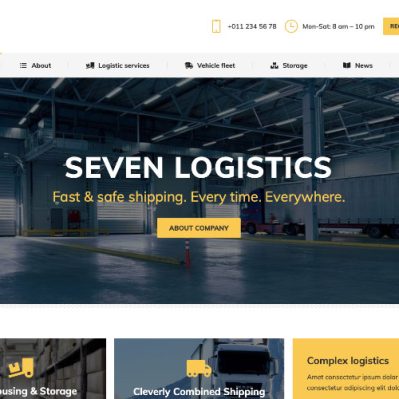 +011 234 56 78 Mon-Sat: 8 am – 10 pm RE
About Logistic services Vehicle fleet Storage News
SEVEN LOGISTICS
Fast & safe shipping. Every time. Everywhere.
ABOUT COMPANY
Complex logistics
Amet consectetur ipsum dolor
consectetur adipiscing elit dol
using & Storage
Cleverly Combined Shipping